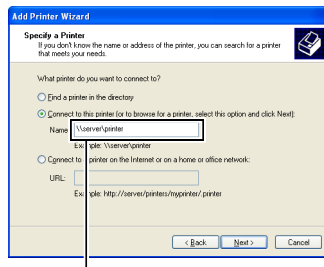 Add Printer Wizard
Specify a Printer
If you don't know the name or address of the printer, you can search for a printer
that meets your needs.
What printer do you want to connect to?
Find a printer in the directory
Connect to this printer (or to browse for a printer, select this option and click Next):
Name \\server\printer
Example: \\server\printer
Connect to printer on the Internet or on a home or office network:
URL:
Example: http://server/printers/myprinter/.printer
< Back Next > Cancel